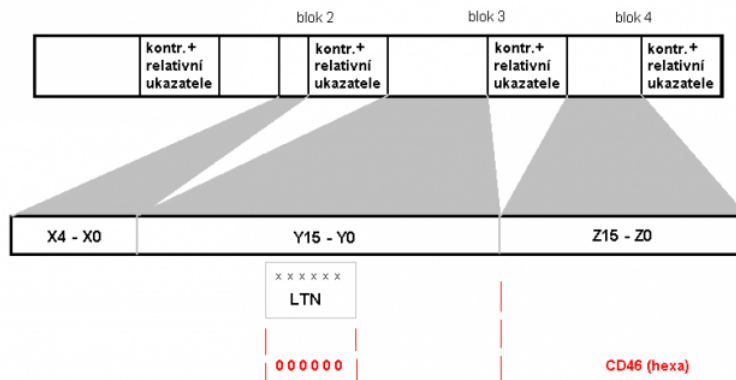 blok 2 blok 3 blok 4
kontr.+ kontr.+ kontr.+ kontr.+
relativní relativní relativní relativní
ukazatele ukazatele ukazatele ukazatele
X4 - X0 Y15 - Y0 Z15 - Z0
x x x x x x
LTN
0 0 0 0 0 0 CD46 (hexa)